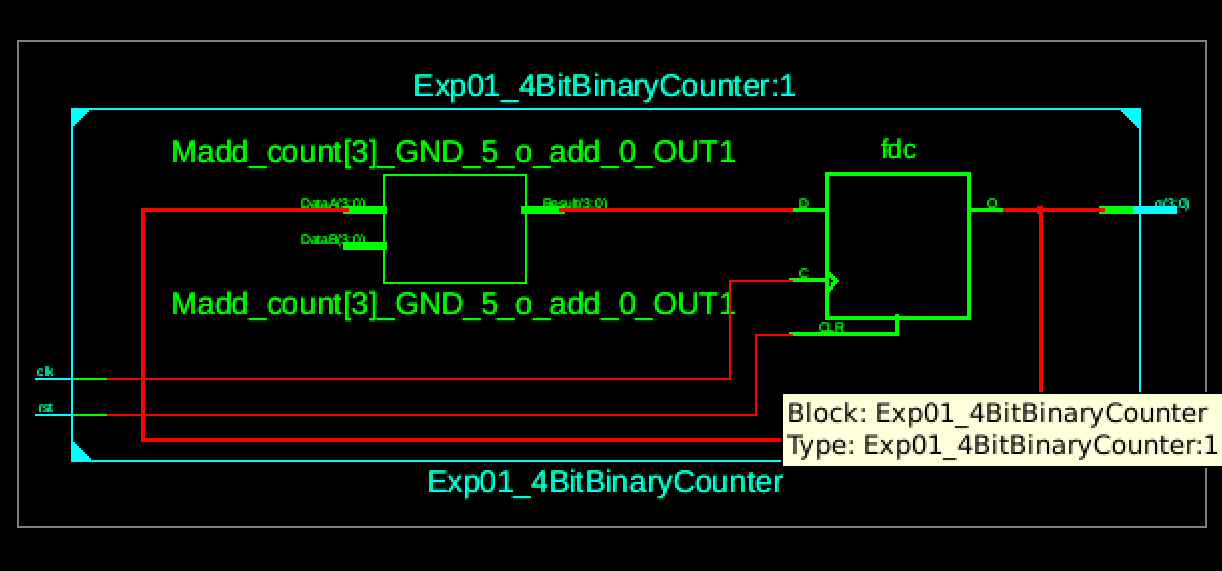 Exp01_4BitBinaryCounter:1
Madd_count[3]_GND_5_o_add_0_OUT1
fdc
DataA(3:0)
Result(3:0)
D
Q
q(3:0)
DataB(3:0)
C
Madd_count[3]_GND_5_o_add_0_OUT1
CLR
clk
rst
Block: Exp01_4BitBinaryCounter
Type: Exp01_4BitBinaryCounter:1
Exp01_4BitBinaryCounter